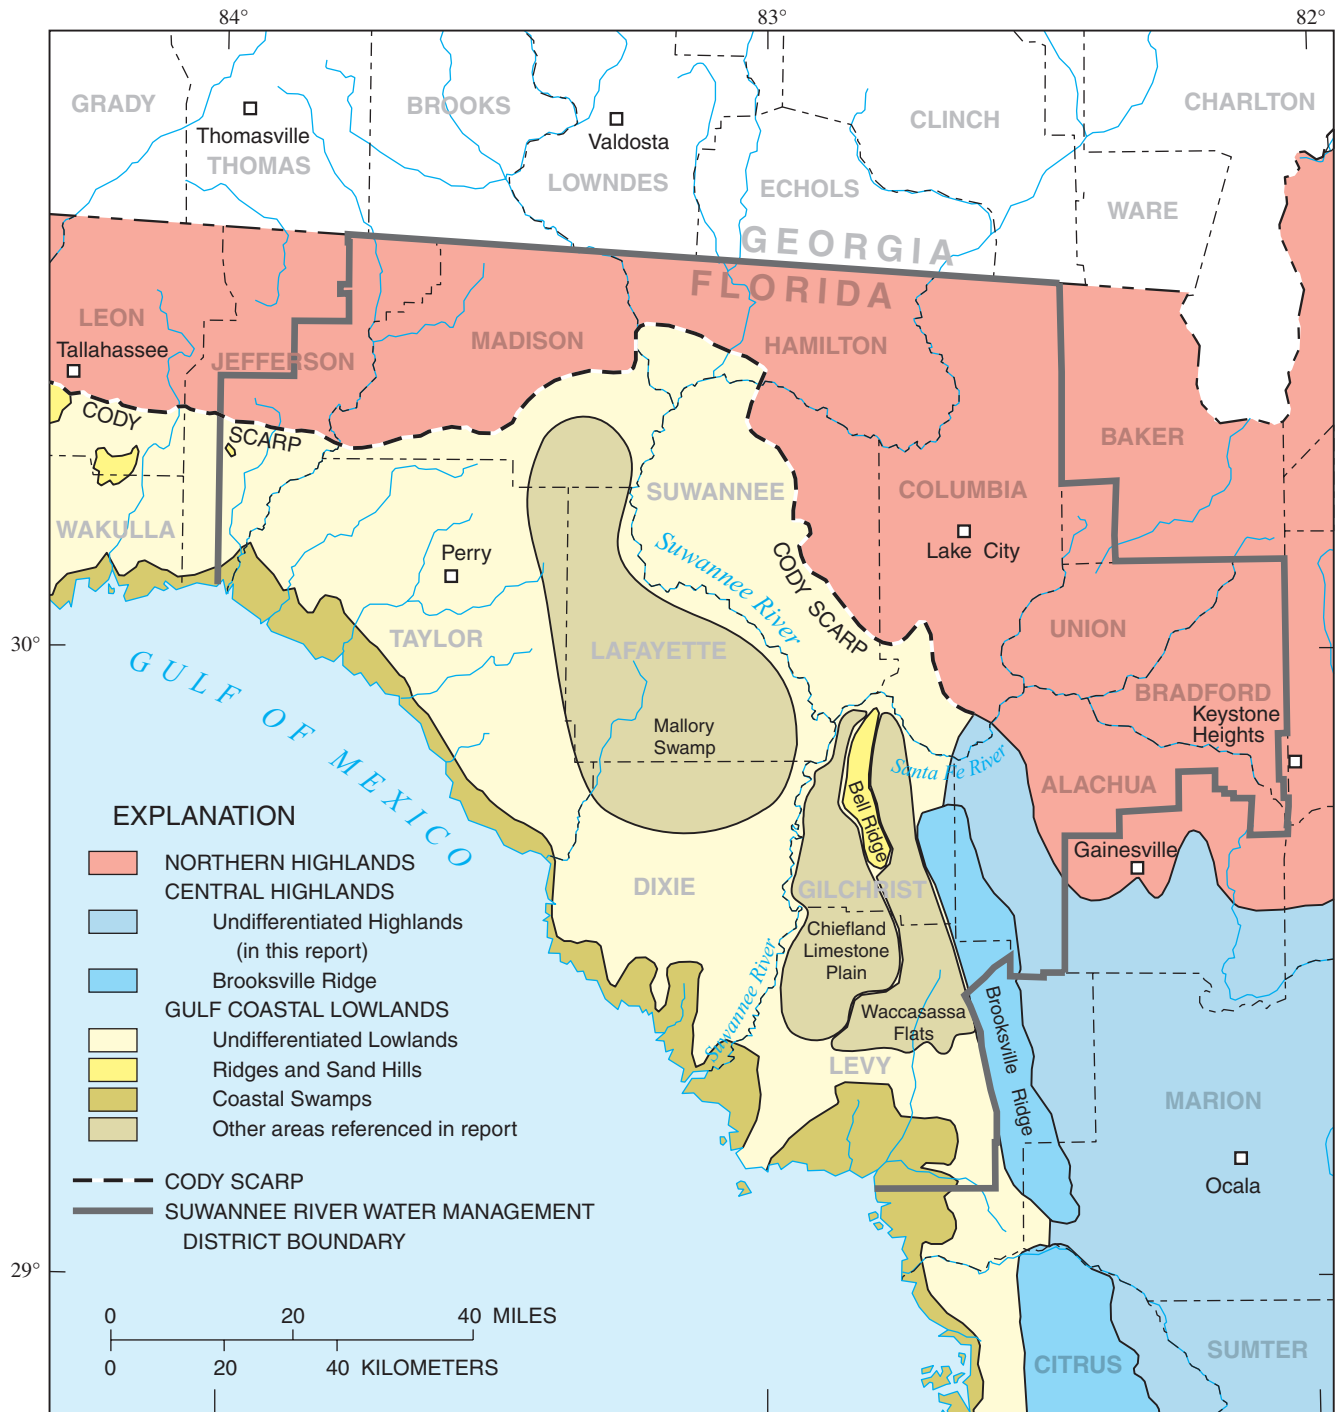 84°
83°
82°
GRADY
BROOKS
CLINCH
CHARLTON
Thomasville
THOMAS
Valdosta
LOWNDES
ECHOLS
WARE
GEORGIA
FLORIDA
LEON
Tallahassee
JEFFERSON
MADISON
HAMILTON
BAKER
CODY
SCARP
WAKULLA
SUWANNEE
COLUMBIA
Lake City
Perry
Suwannee River
CODY SCARP
30°
TAYLOR
LAFAYETTE
UNION
BRADFORD
Keystone
Heights
GULF OF MEXICO
Mallory
Swamp
Santa Fe River
ALACHUA
Bell Ridge
Gainesville
DIXIE
GILCHRIST
Chiefland
Limestone
Plain
Suwannee River
Waccasassa
Flats
Brooksville Ridge
LEVY
MARION
Ocala
29°
CITRUS
SUMTER
EXPLANATION
NORTHERN HIGHLANDS
CENTRAL HIGHLANDS
Undifferentiated Highlands
(in this report)
Brooksville Ridge
GULF COASTAL LOWLANDS
Undifferentiated Lowlands
Ridges and Sand Hills
Coastal Swamps
Other areas referenced in report
CODY SCARP
SUWANNEE RIVER WATER MANAGEMENT
DISTRICT BOUNDARY
0 20 40 MILES
0 20 40 KILOMETERS